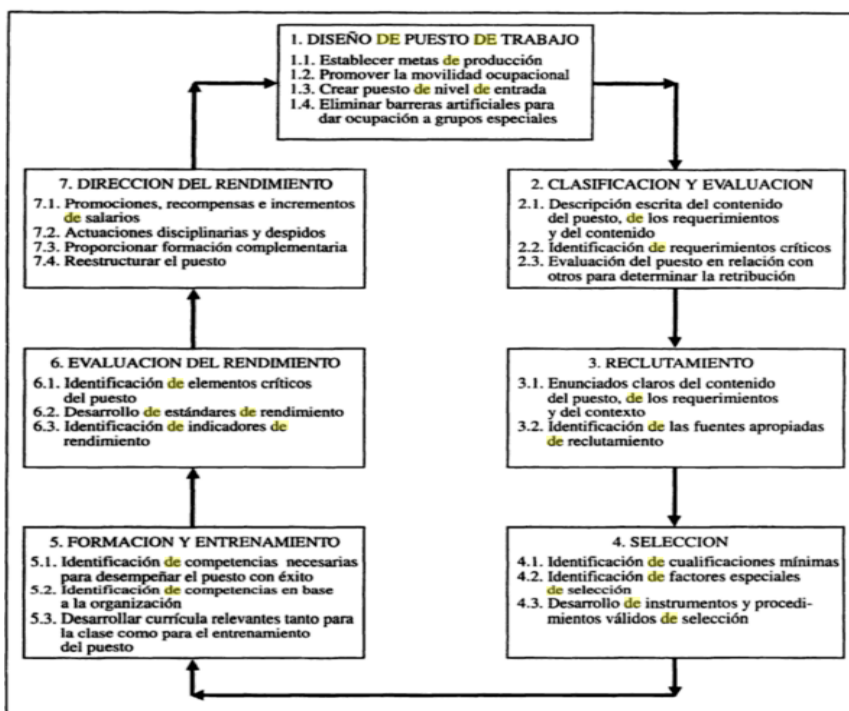 1. DISEÑO DE PUESTO DE TRABAJO
1.1. Establecer metas de producción
1.2. Promover la movilidad ocupacional
1.3. Crear puesto de nivel de entrada
1.4. Eliminar barreras artificiales para
dar ocupación a grupos especiales
2. CLASIFICACION Y EVALUACION
2.1. Descripción escrita del contenido
del puesto, de los requerimientos
y del contenido
2.2. Identificación de requerimientos críticos
2.3. Evaluación del puesto en relación con
otros para determinar la retribución
3. RECLUTAMIENTO
3.1. Enunciados claros del contenido
del puesto, de los requerimientos
y del contexto
3.2. Identificación de las fuentes apropiadas
de reclutamiento
4. SELECCION
4.1. Identificación de cualificaciones mínimas
4.2. Identificación de factores especiales
de selección
4.3. Desarrollo de instrumentos y procedi-
mientos válidos de selección
5. FORMACION Y ENTRENAMIENTO
5.1. Identificación de competencias necesarias
para desempeñar el puesto con éxito
5.2. Identificación de competencias en base
a la organización
5.3. Desarrollar currícula relevantes tanto para
la clase como para el entrenamiento
del puesto
6. EVALUACION DEL RENDIMIENTO
6.1. Identificación de elementos críticos
del puesto
6.2. Desarrollo de estándares de rendimiento
6.3. Identificación de indicadores de
rendimiento
7. DIRECCION DEL RENDIMIENTO
7.1. Promociones, recompensas e incrementos
de salarios
7.2. Actuaciones disciplinarias y despidos
7.3. Proporcionar formación complementaria
7.4. Reestructurar el puesto